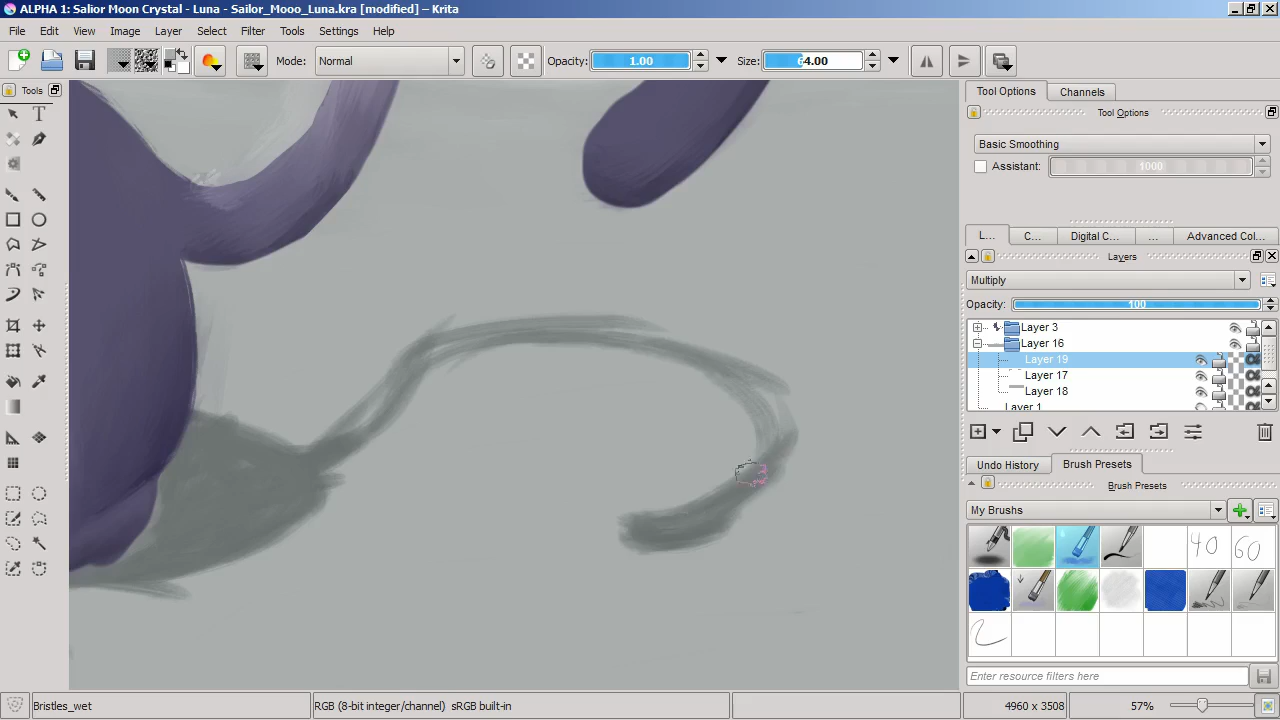 ALPHA 1: Salior Moon Crystal - Luna - Sailor_Mooo_Luna.kra [modified] – Krita
File Edit View Image Layer Select Filter Tools Settings Help
Mode: Normal Opacity: 1.00 Size: 64.00
Tools
Tool Options Channels
Tool Options
Basic Smoothing
Assistant: 1000
L... C... Digital C... ... Advanced Col...
Layers
Multiply
Opacity: 100
Layer 3
Layer 16
Layer 19
Layer 17
Layer 18
Layer 1
Undo History Brush Presets
Brush Presets
My Brushes
40 60
Enter resource filters here
Bristles_wet RGB (8-bit integer/channel) sRGB built-in 4960 x 3508 57%